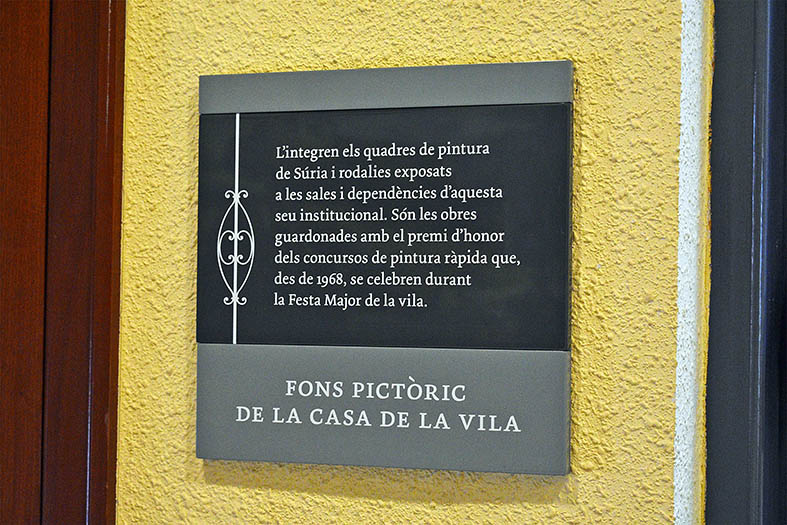 L'integren els quadres de pintura
de Súria i rodalies exposats
a les sales i dependències d'aquesta
seu institucional. Són les obres
guardonades amb el premi d'honor
dels concursos de pintura ràpida que,
des de 1968, se celebren durant
la Festa Major de la vila.
FONS PICTÒRIC
DE LA CASA DE LA VILA